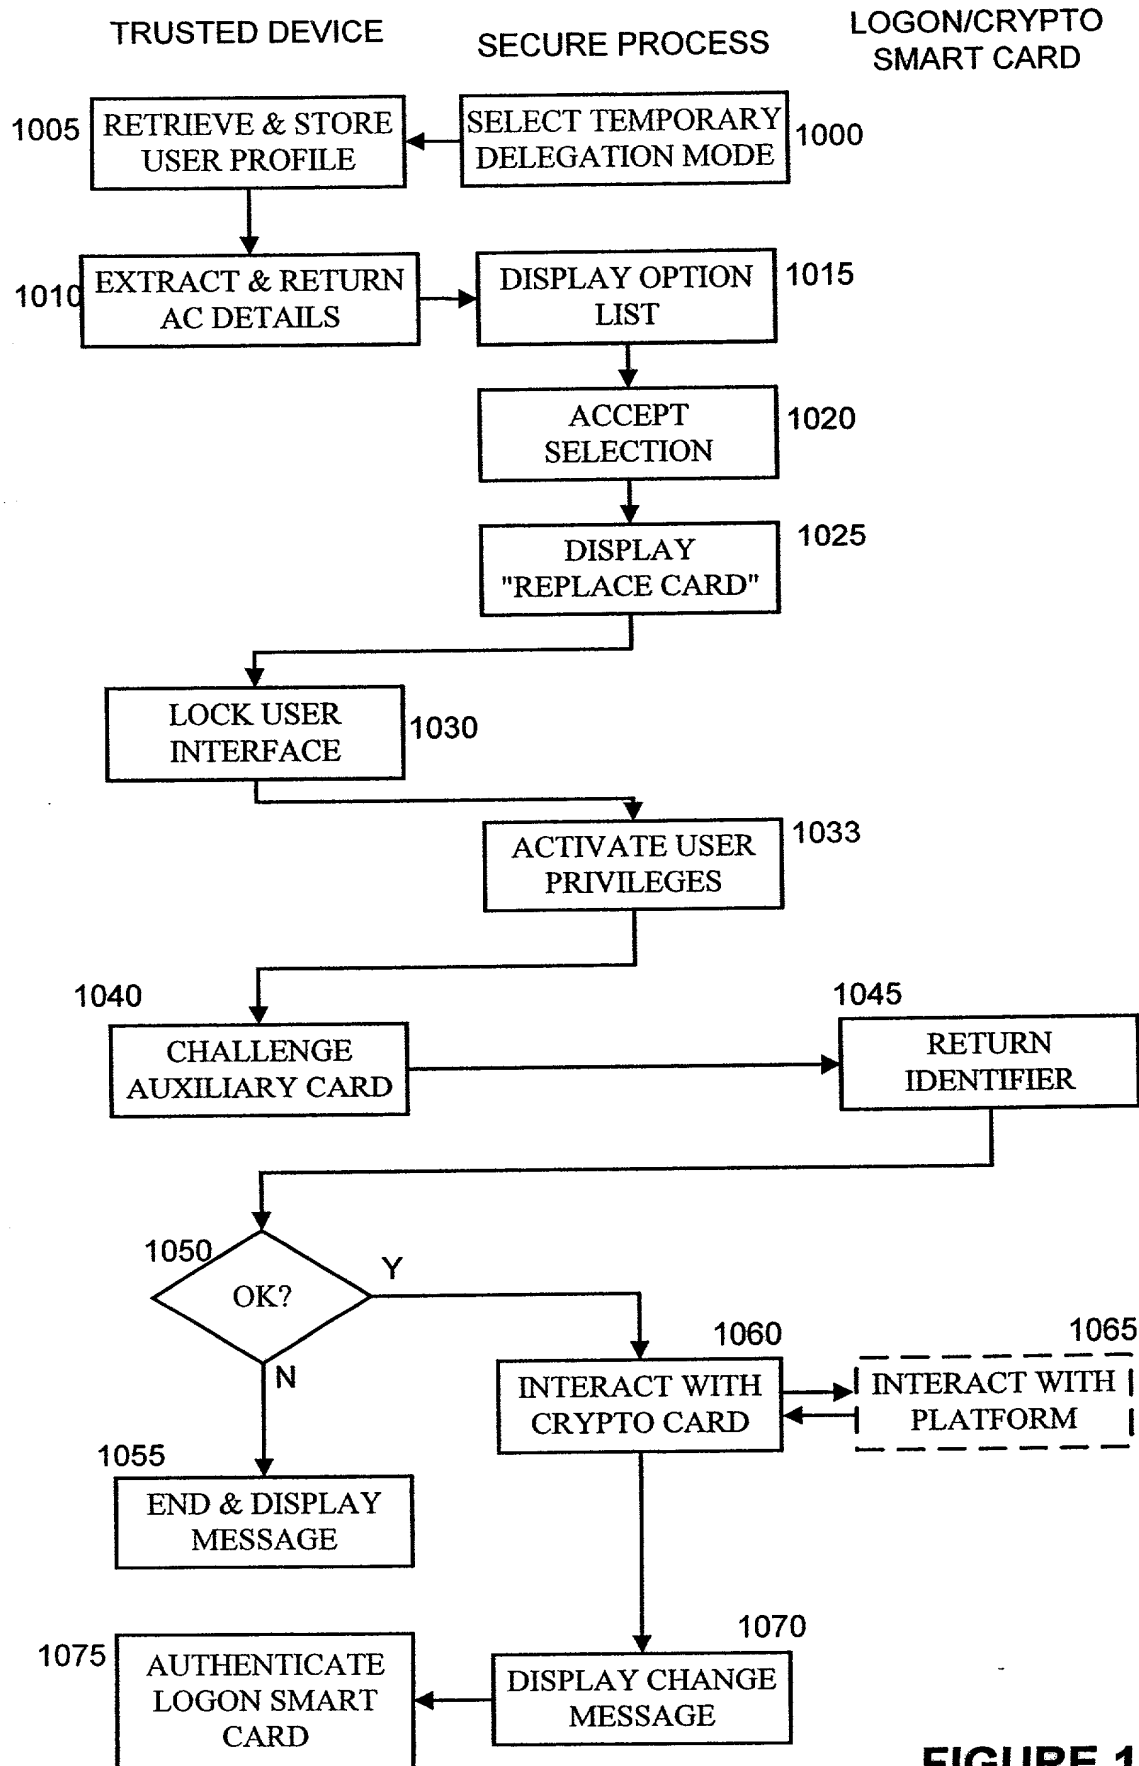 TRUSTED DEVICE
SECURE PROCESS
LOGON/CRYPTO
SMART CARD
1005
RETRIEVE & STORE
USER PROFILE
SELECT TEMPORARY
DELEGATION MODE
1000
1010
EXTRACT & RETURN
AC DETAILS
DISPLAY OPTION
LIST
1015
ACCEPT
SELECTION
1020
DISPLAY
"REPLACE CARD"
1025
LOCK USER
INTERFACE
1030
ACTIVATE USER
PRIVILEGES
1033
1040
CHALLENGE
AUXILIARY CARD
1045
RETURN
IDENTIFIER
1050
OK?
Y
N
1060
INTERACT WITH
CRYPTO CARD
1065
INTERACT WITH
PLATFORM
1055
END & DISPLAY
MESSAGE
1070
DISPLAY CHANGE
MESSAGE
1075
AUTHENTICATE
LOGON SMART
CARD
FIGURE 1